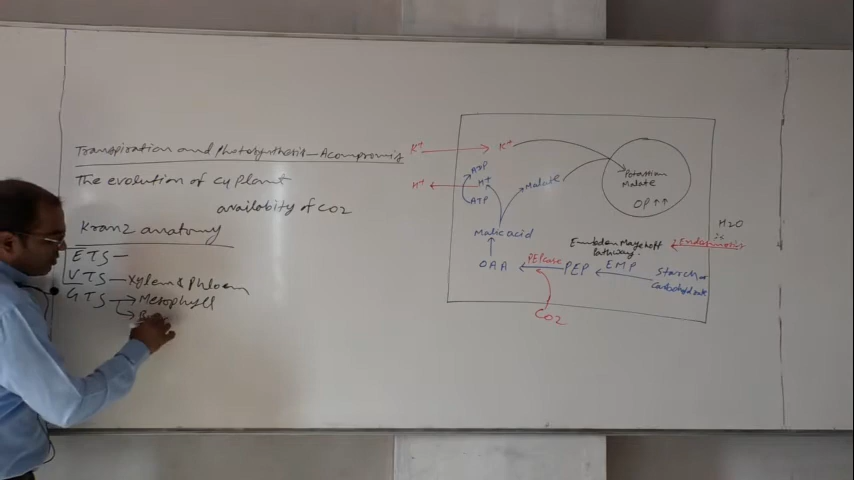 Transpiration and Photosynthesis - A compromis
The evolution of C4 plant
availability of CO2
Kranz anatomy
ETS -
VTS - Xylem & Phloem
GTS → Mesophyll
K+ → K+
H+ ← H+
ADP
ATP
Malic acid
Malate
Potassium
Malate
OP ↑↑
H2O
Endosmosis
Embden Mayerhoff
Pathway.
OAA ← PEPcase PEP ← EMP Starch or
Carbohydrate
CO2